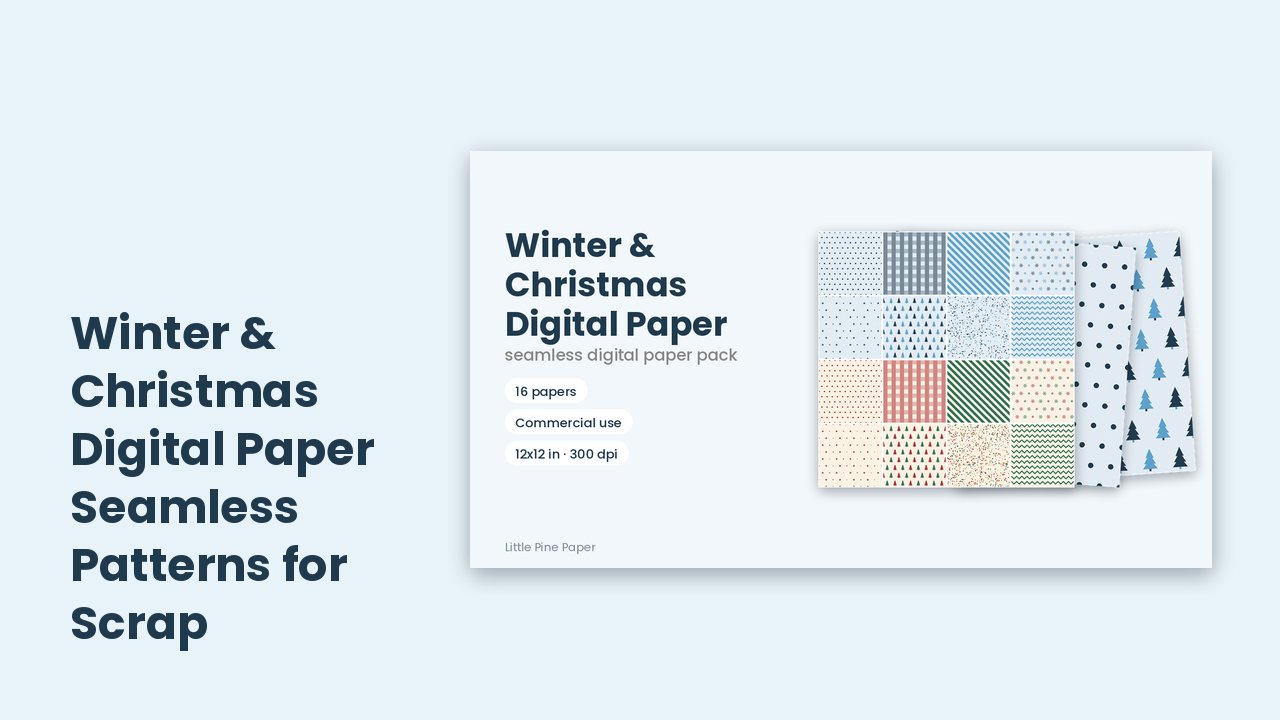 Winter &
Christmas
Digital Paper
Seamless
Patterns for
Scrap
Winter &
Christmas
Digital Paper
seamless digital paper pack
16 papers
Commercial use
12x12 in · 300 dpi
Little Pine Paper